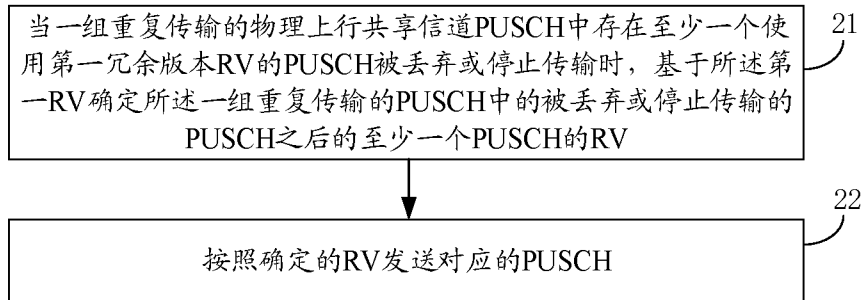 当一组重复传输的物理上行共享信道PUSCH中存在至少一个使
用第一冗余版本RV的PUSCH被丢弃或停止传输时，基于所述第
一RV确定所述一组重复传输的PUSCH中的被丢弃或停止传输的
PUSCH之后的至少一个PUSCH的RV
21
按照确定的RV发送对应的PUSCH
22